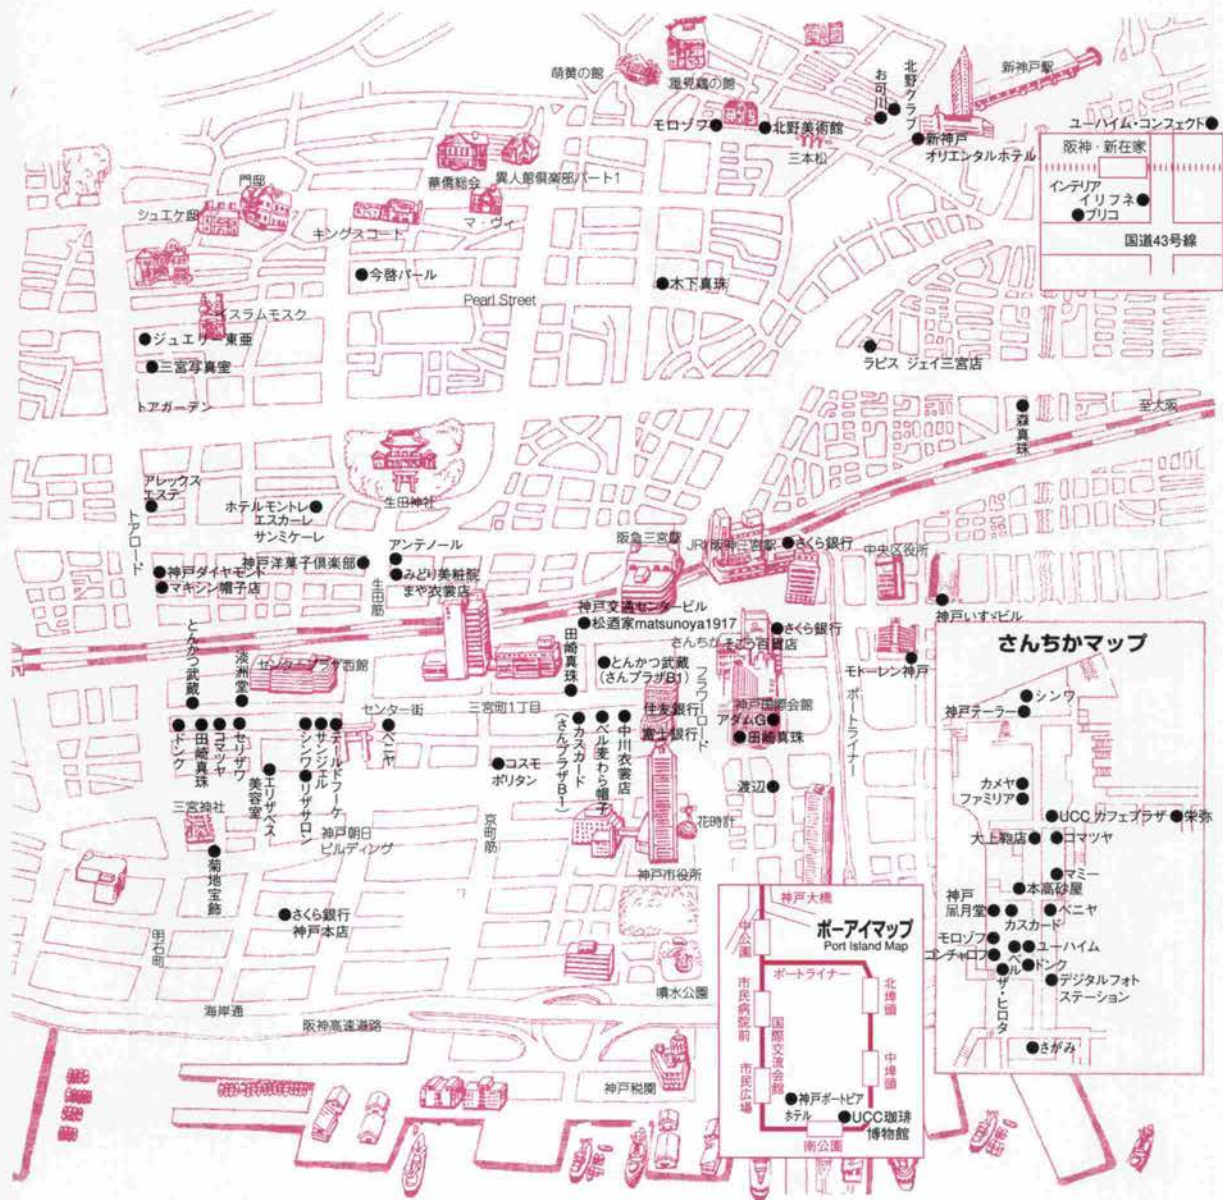 萌黄の館
風見鶏の館
お可川
北野クラブ
新神戸駅
モロゾフ
北野美術館
三本松
新神戸
オリエンタルホテル
ユーハイム・コンフェクト
阪神・新在家
インテリア
イリフネ
ブリコ
国道43号線
門邸
シュエケ邸
華僑総会
異人館倶楽部パート1
キングスコート
マ・ヴィ
今啓パール
Pearl Street
木下真珠
イスラムモスク
ジュエリー東亜
三宮写真室
トアガーデン
ラピス ジェイ三宮店
森真珠
至大阪
アレックス
エステ
トアロード
ホテルモントレ
エスカーレ
サンミケーレ
生田神社
神戸洋菓子倶楽部
アンテノール
みどり美粧院
まや衣裳店
生田筋
神戸ダイヤモンド
マキシン帽子店
阪急三宮駅
JR・阪神三宮駅
さくら銀行
中央区役所
神戸いすゞビル
神戸交通センタービル
松酒家matsunoya1917
さんちか
そごう百貨店
さくら銀行
モトーレン神戸
とんかつ武蔵
淡洲堂
センタープラザ西館
田崎真珠
とんかつ武蔵
(さんプラザB1)
フラワーロード
ポートライナー
神戸国際会館
アダムG
田崎真珠
住友銀行
富士銀行
三宮町1丁目
センター街
ドンク
田崎真珠
コマツヤ
セリザワ
エリザベス
美容室
シンワ
リザサロン
サンジェル
テールドフーケ
ベニヤ
コスモ
ポリタン
カスカード
(さんプラザB1)
ベル麦わら帽子
中川衣裳店
渡辺
花時計
三宮神社
菊地宝飾
神戸朝日
ビルディング
京町筋
神戸市役所
さくら銀行
神戸本店
明石町
海岸通
阪神高速道路
噴水公園
神戸税関
さんちかマップ
シンワ
神戸テーラー
カメヤ
ファミリア
UCC カフェプラザ
栄弥
大上鞄店
コマツヤ
マミー
本高砂屋
神戸
風月堂
カスカード
ベニヤ
モロゾフ
ゴンチャロフ
ユーハイム
ベル
ドンク
ザ・ヒロタ
デジタルフォト
ステーション
さがみ
神戸大橋
ポーアイマップ
Port Island Map
中公園
ポートライナー
市民病院前
国際交流会館
北埠頭
市民広場
中埠頭
神戸ポートピア
ホテル
UCC珈琲
博物館
南公園